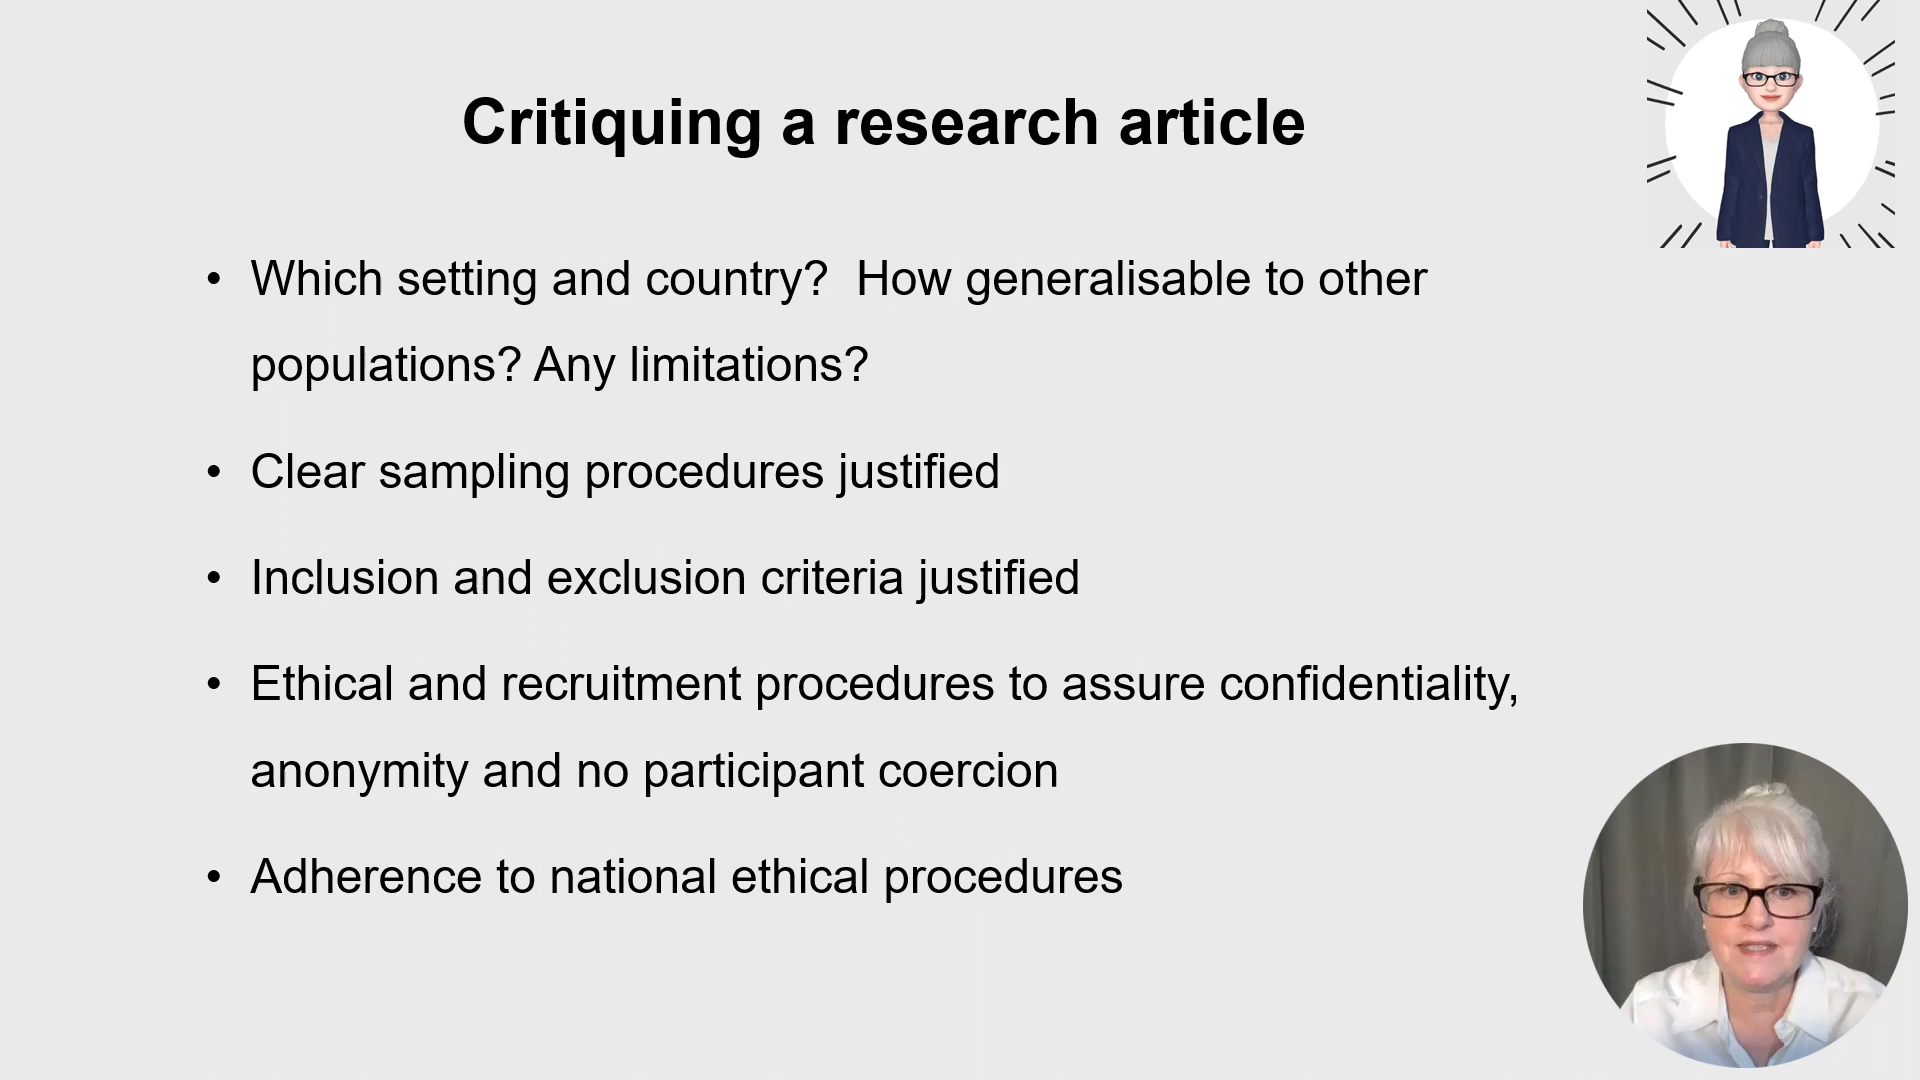 Critiquing a research article
• Which setting and country?  How generalisable to other
populations? Any limitations?
• Clear sampling procedures justified
• Inclusion and exclusion criteria justified
• Ethical and recruitment procedures to assure confidentiality,
anonymity and no participant coercion
• Adherence to national ethical procedures